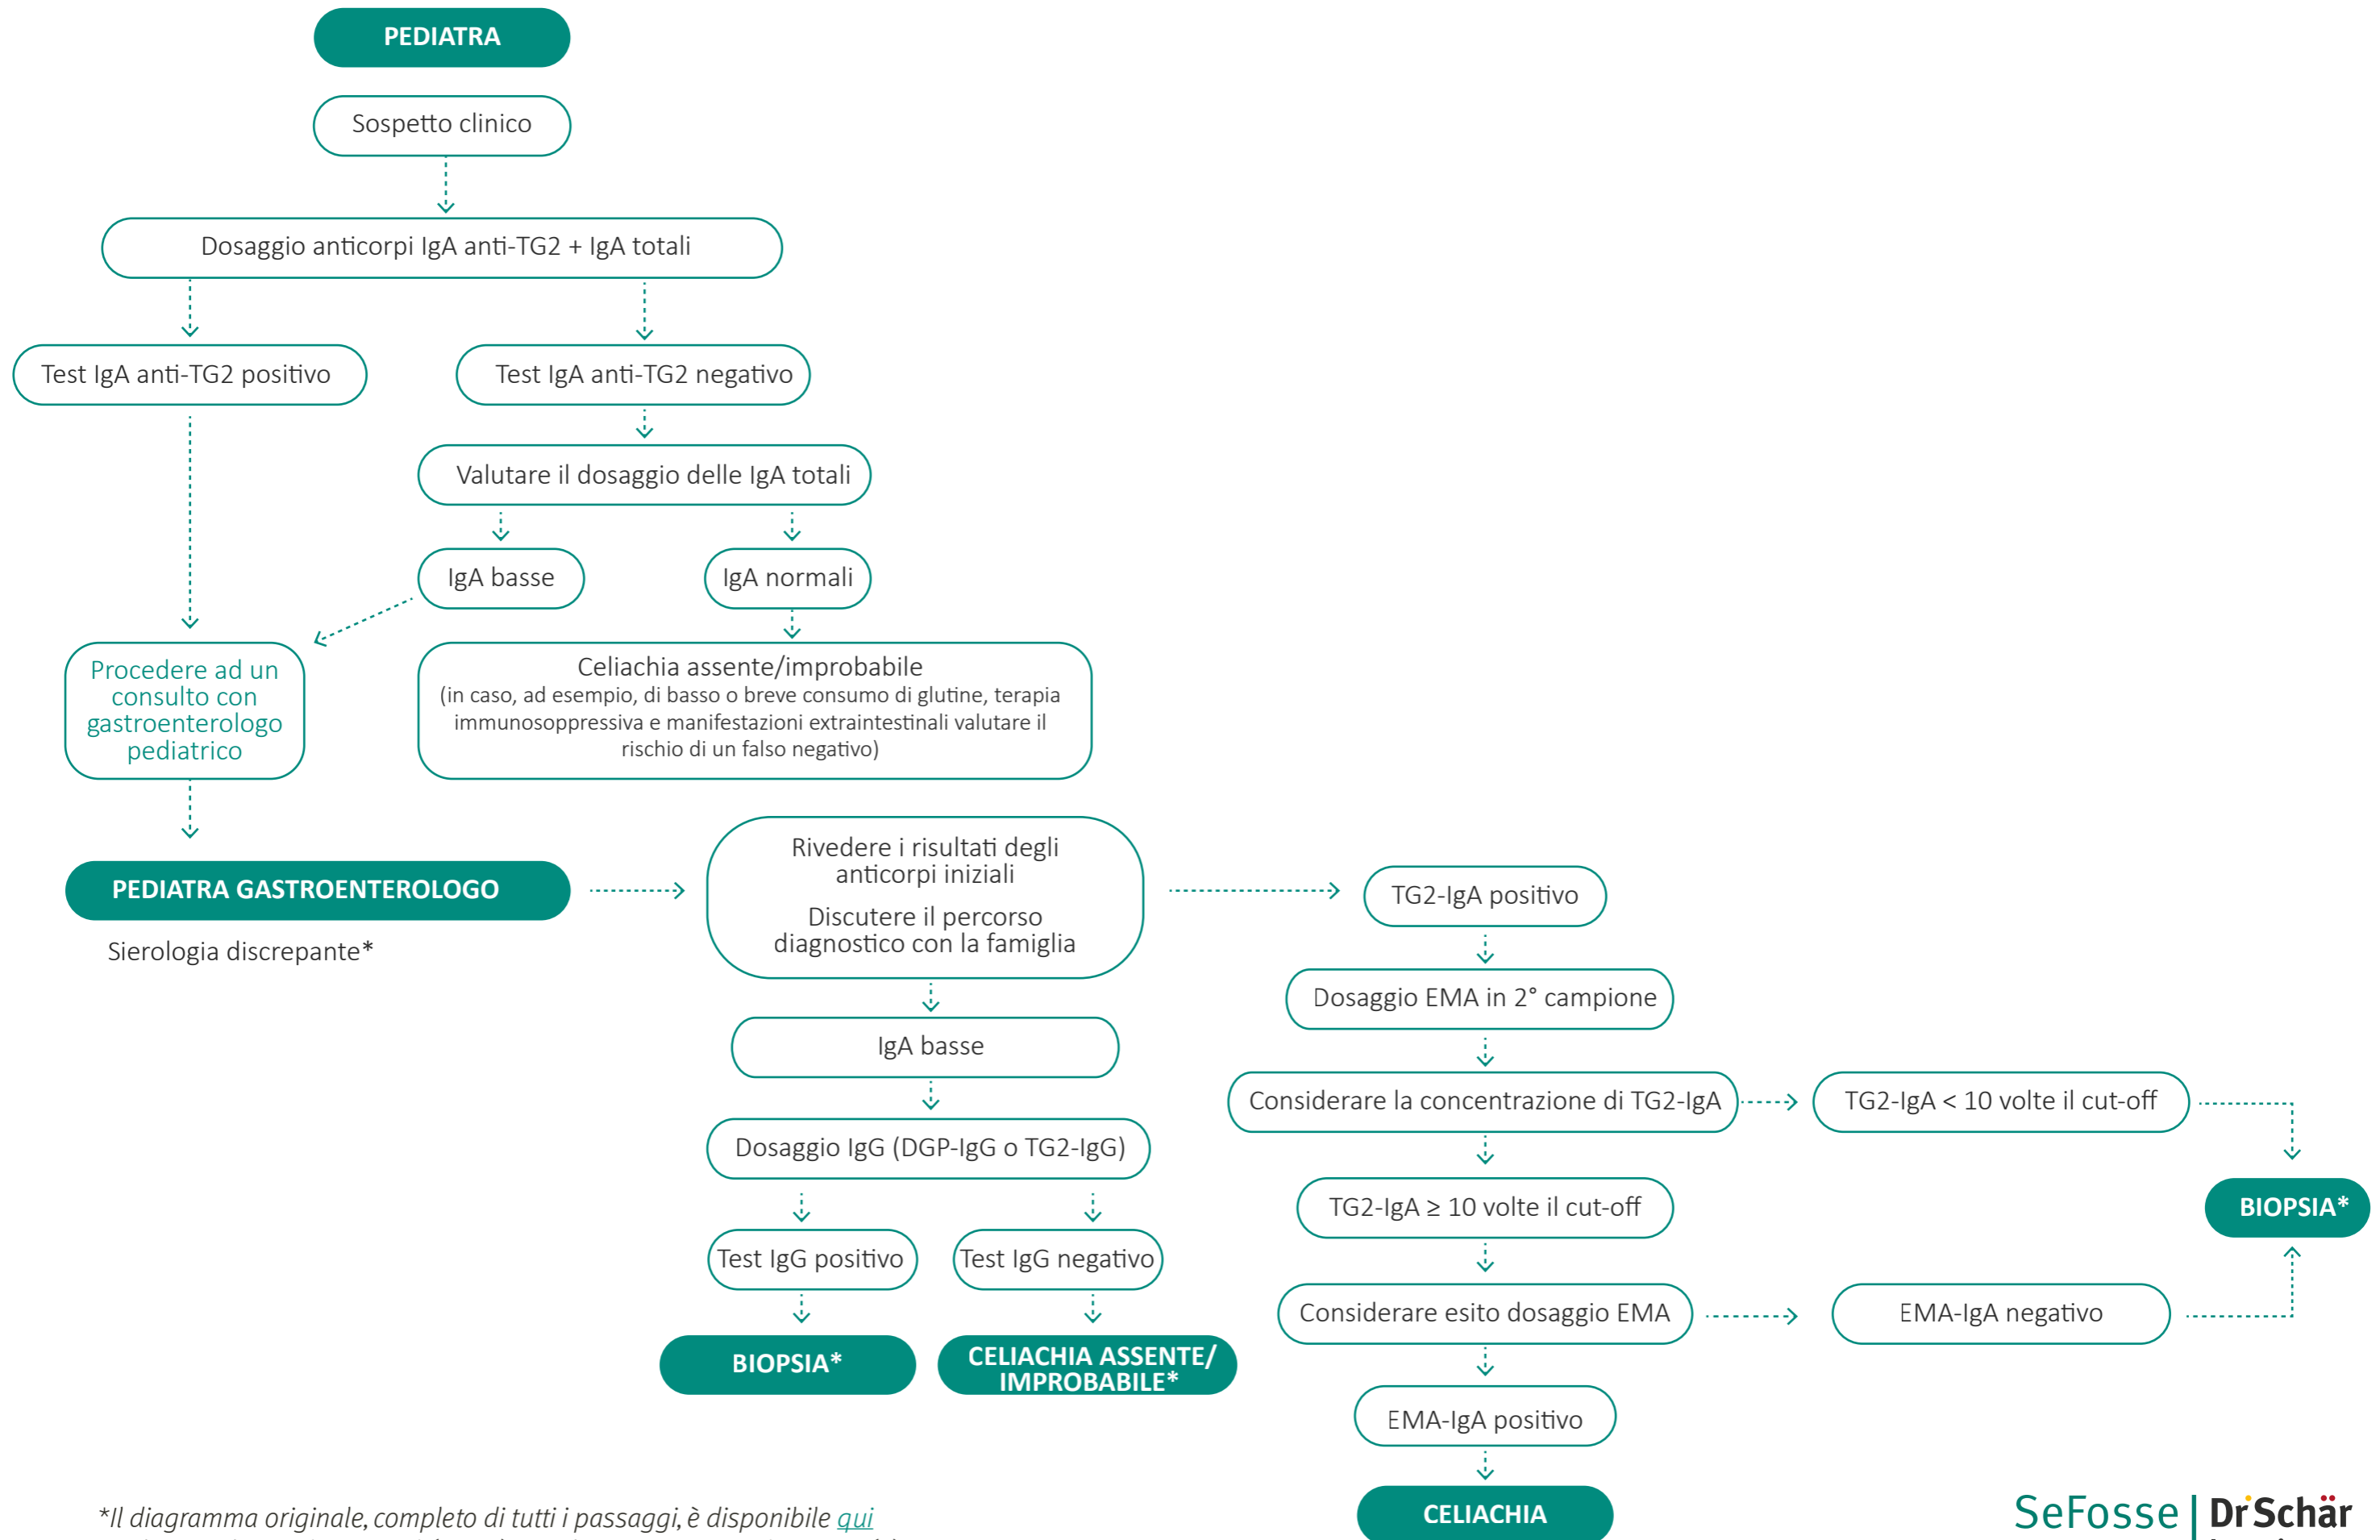 PEDIATRA
Sospetto clinico
Dosaggio anticorpi IgA anti-TG2 + IgA totali
Test IgA anti-TG2 positivo
Test IgA anti-TG2 negativo
Valutare il dosaggio delle IgA totali
IgA basse
IgA normali
Procedere ad un
consulto con
gastroenterologo
pediatrico
Celiachia assente/improbabile
(in caso, ad esempio, di basso o breve consumo di glutine, terapia
immunosoppressiva e manifestazioni extraintestinali valutare il
rischio di un falso negativo)
PEDIATRA GASTROENTEROLOGO
Sierologia discrepante*
Rivedere i risultati degli
anticorpi iniziali
Discutere il percorso
diagnostico con la famiglia
IgA basse
Dosaggio IgG (DGP-IgG o TG2-IgG)
Test IgG positivo
Test IgG negativo
BIOPSIA*
CELIACHIA ASSENTE/
IMPROBABILE*
TG2-IgA positivo
Dosaggio EMA in 2° campione
Considerare la concentrazione di TG2-IgA
TG2-IgA < 10 volte il cut-off
TG2-IgA ≥ 10 volte il cut-off
BIOPSIA*
Considerare esito dosaggio EMA
EMA-IgA negativo
EMA-IgA positivo
CELIACHIA
*Il diagramma originale, completo di tutti i passaggi, è disponibile qui
SeFosse | Dr Schär